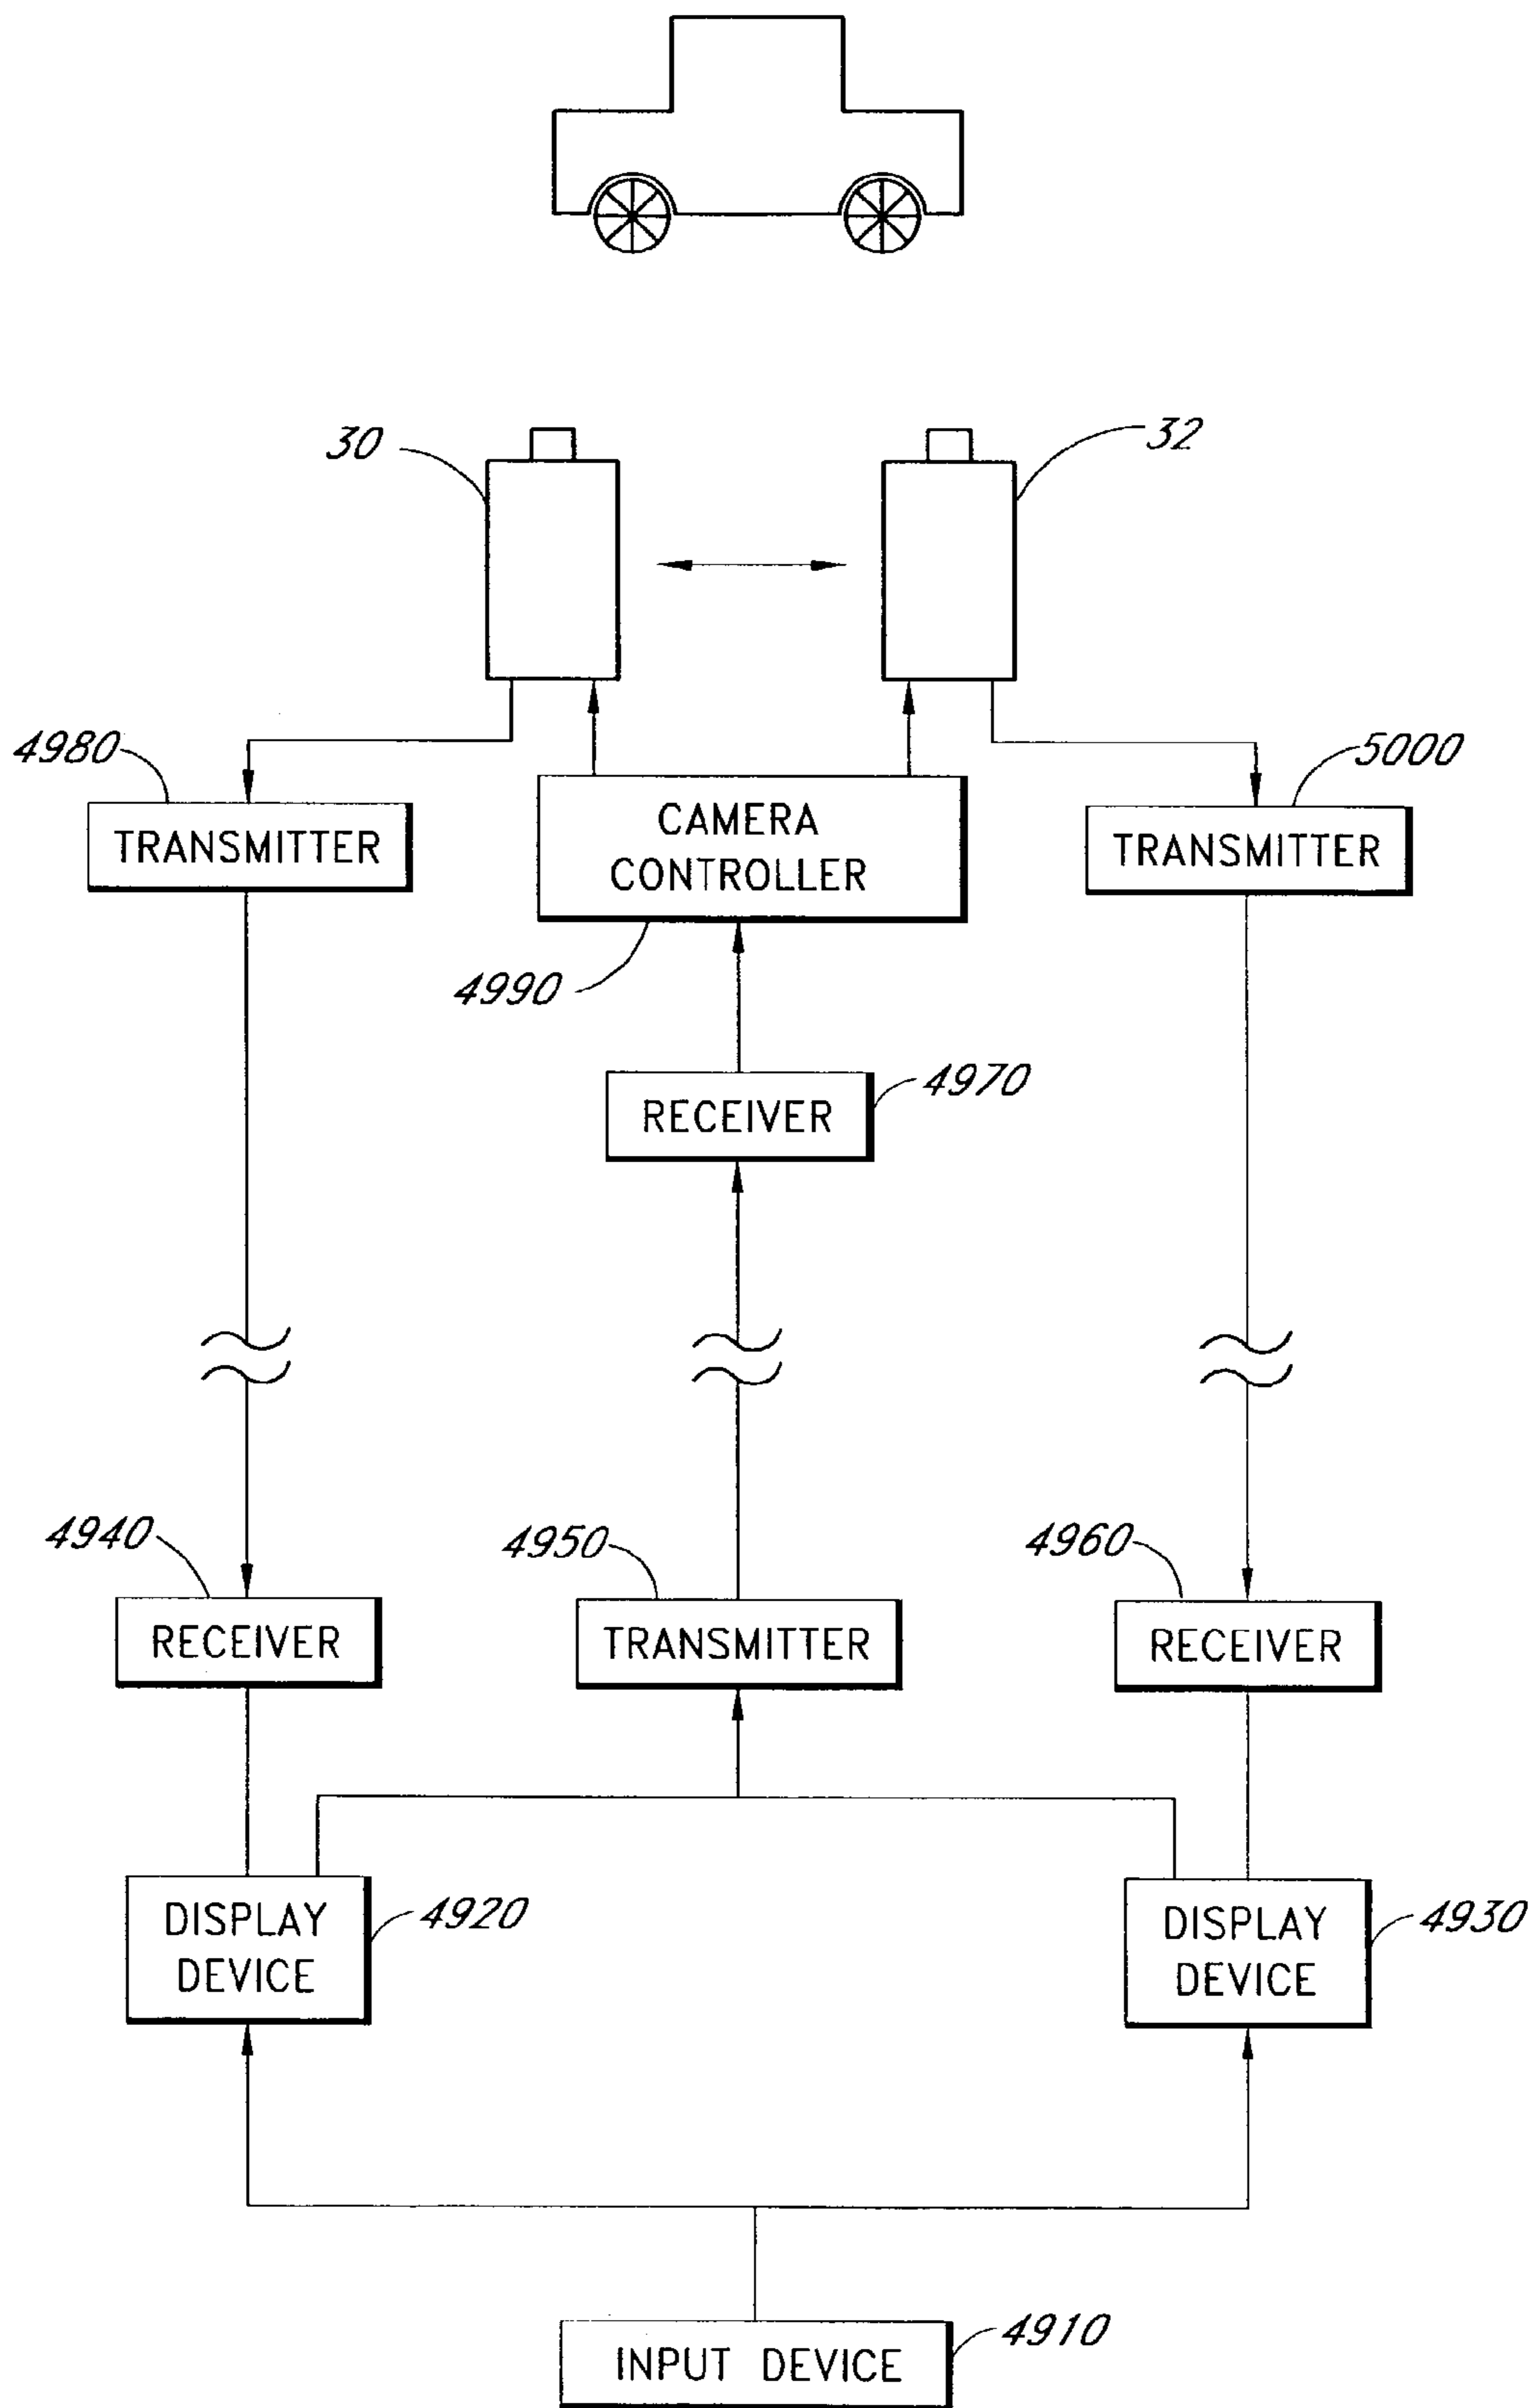 30
32
4980
5000
TRANSMITTER
CAMERA
CONTROLLER
TRANSMITTER
4990
4970
RECEIVER
4940
4950
4960
RECEIVER
TRANSMITTER
RECEIVER
DISPLAY
DEVICE
4920
DISPLAY
DEVICE
4930
4910
INPUT DEVICE